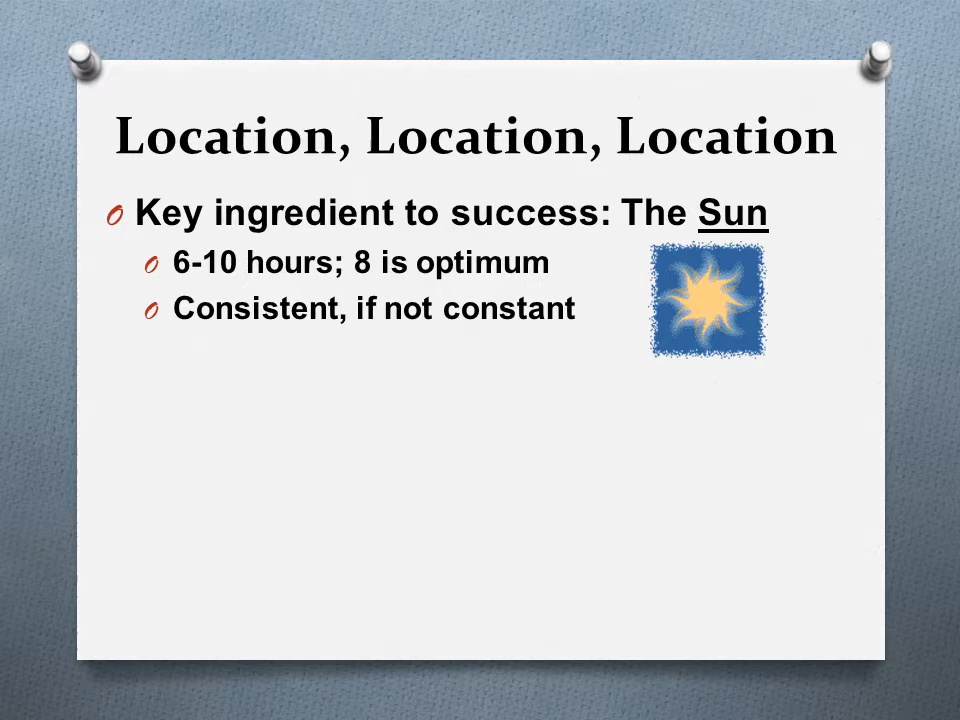 Location, Location, Location
Key ingredient to success: The Sun
6-10 hours; 8 is optimum
Consistent, if not constant